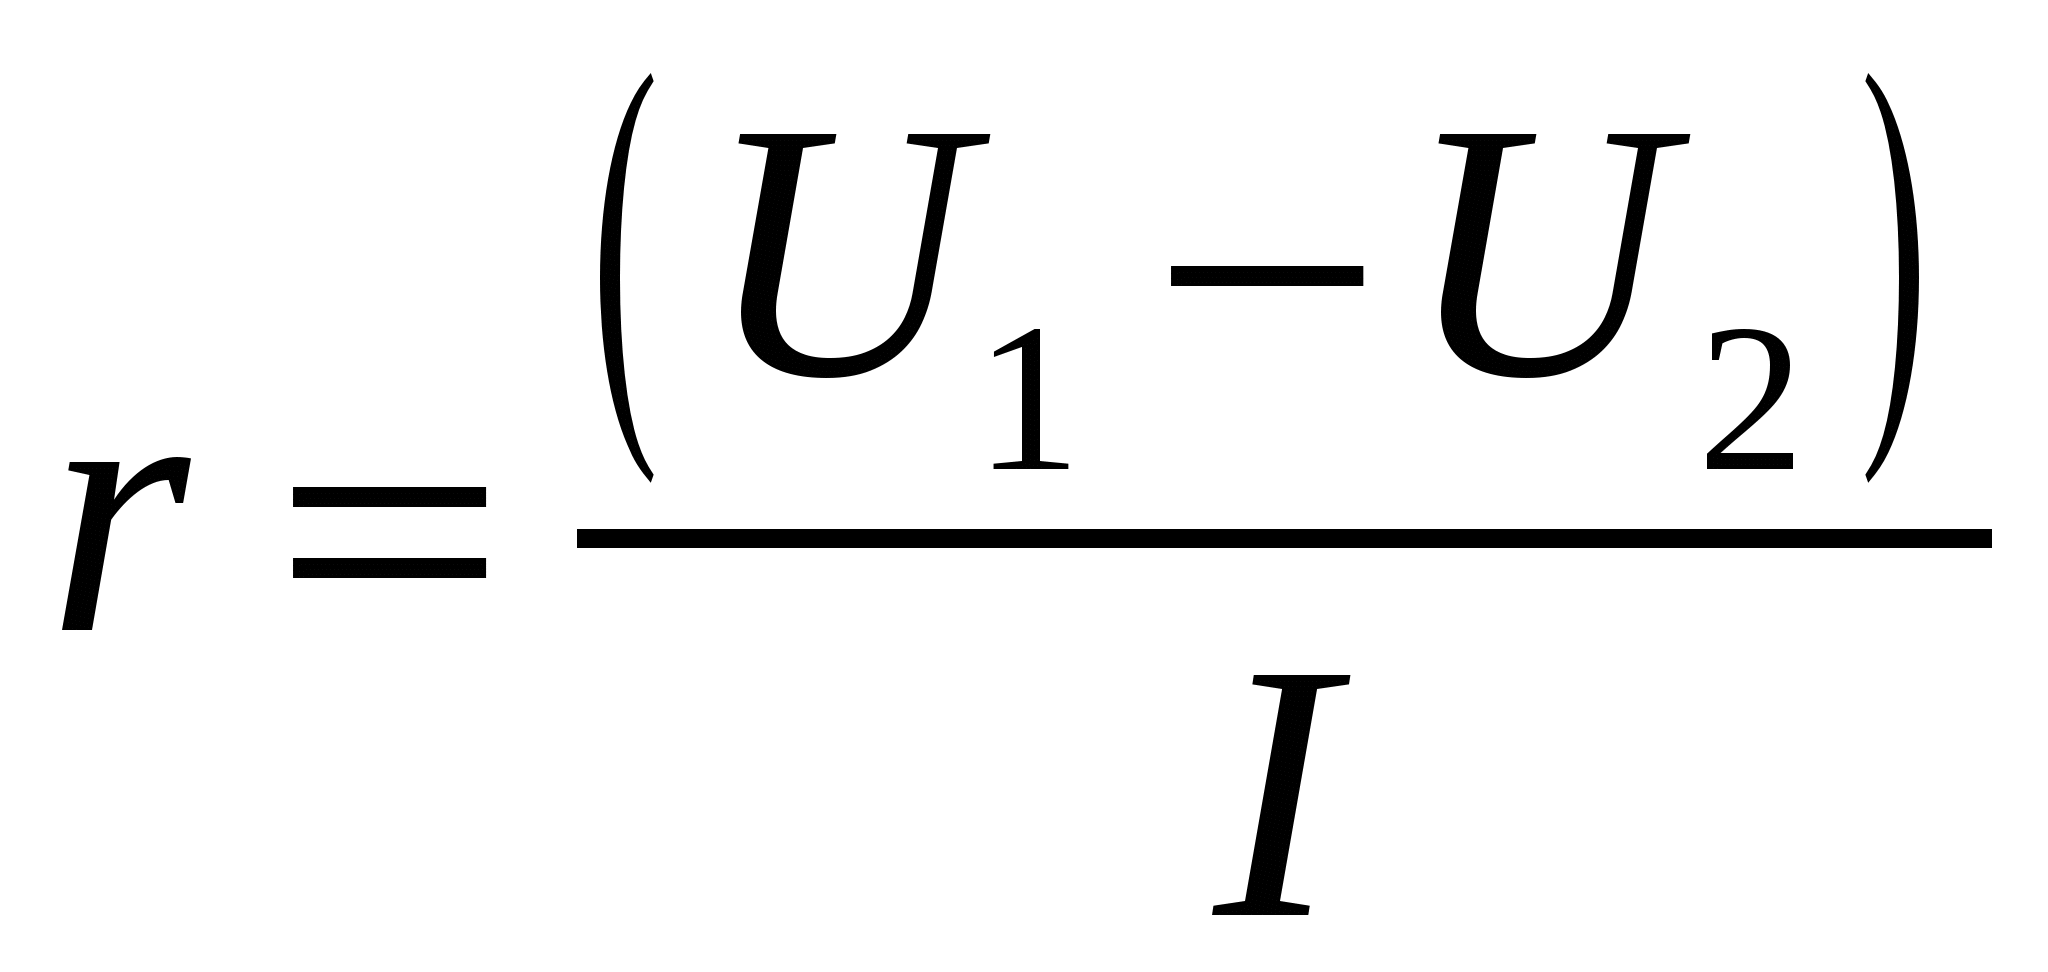 r = (U₁ − U₂) / I